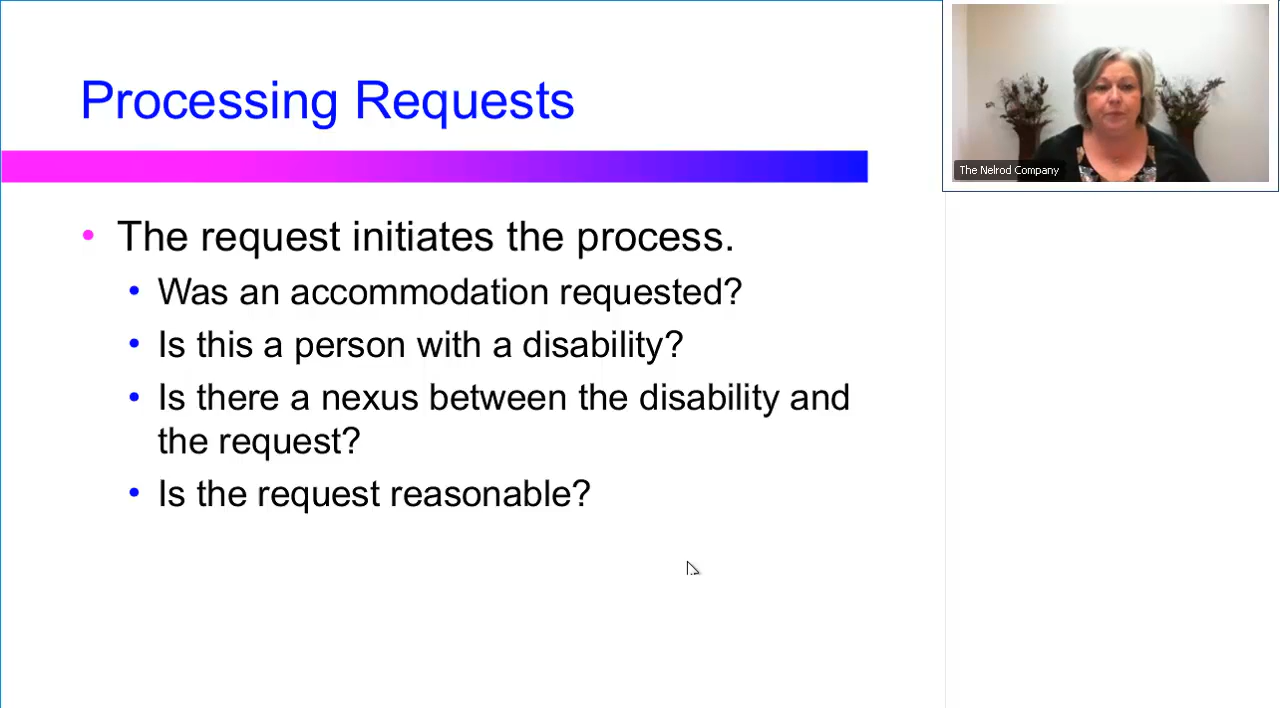 Processing Requests
The Nelrod Company
• The request initiates the process.
• Was an accommodation requested?
• Is this a person with a disability?
• Is there a nexus between the disability and
the request?
• Is the request reasonable?